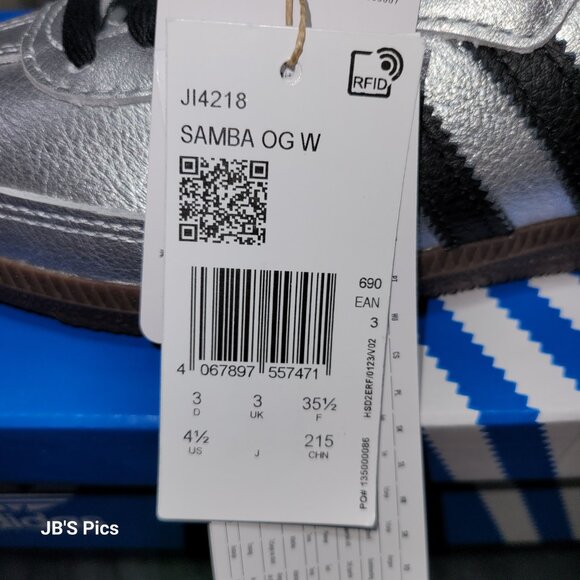 RFID
JI4218
SAMBA OG W
690
EAN
3
4 067897 557471
3 3 35½
D UK F
4½ 215
US J CHN
HSD2ERF/0123/V02
PO# 135000086
JB'S Pics